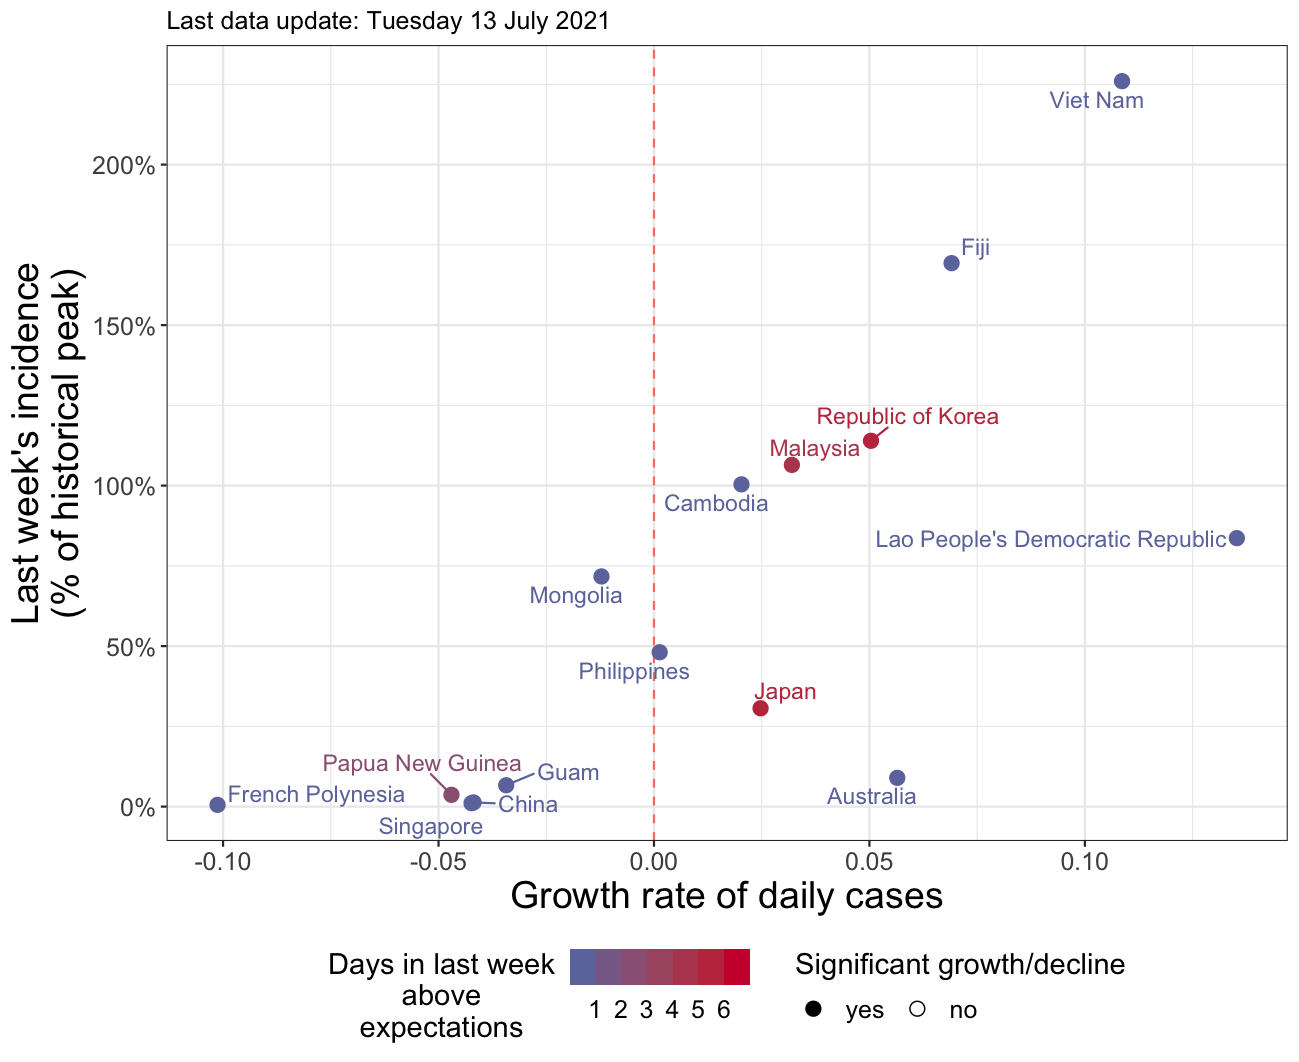 Last data update: Tuesday 13 July 2021
Last week's incidence
(% of historical peak)
200%
150%
100%
50%
0%
Viet Nam
Fiji
Republic of Korea
Malaysia
Cambodia
Lao People's Democratic Republic
Mongolia
Philippines
Japan
Papua New Guinea
Guam
French Polynesia
China
Australia
Singapore
-0.10 -0.05 0.00 0.05 0.10
Growth rate of daily cases
Days in last week
above
expectations
1 2 3 4 5 6
Significant growth/decline
yes no